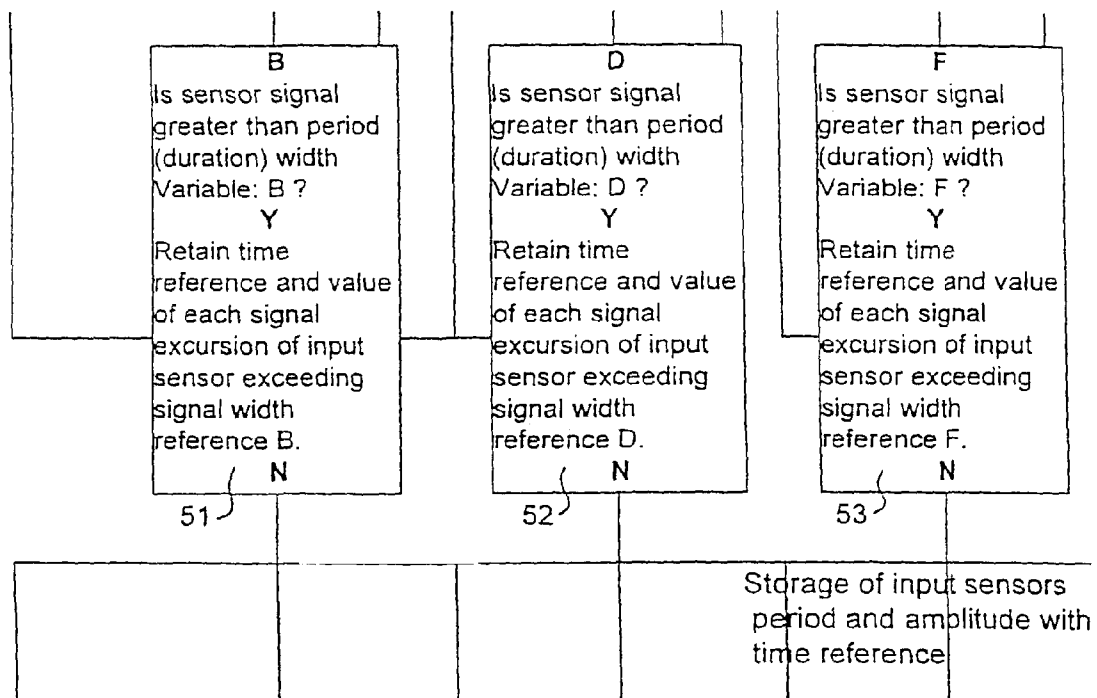 B
Is sensor signal
greater than period
(duration) width
Variable: B ?
Y
Retain time
reference and value
of each signal
excursion of input
sensor exceeding
signal width
reference B.
N
51
D
Is sensor signal
greater than period
(duration) width
Variable: D ?
Y
Retain time
reference and value
of each signal
excursion of input
sensor exceeding
signal width
reference D.
N
52
F
Is sensor signal
greater than period
(duration) width
Variable: F ?
Y
Retain time
reference and value
of each signal
excursion of input
sensor exceeding
signal width
reference F.
N
53
Storage of input sensors
period and amplitude with
time reference